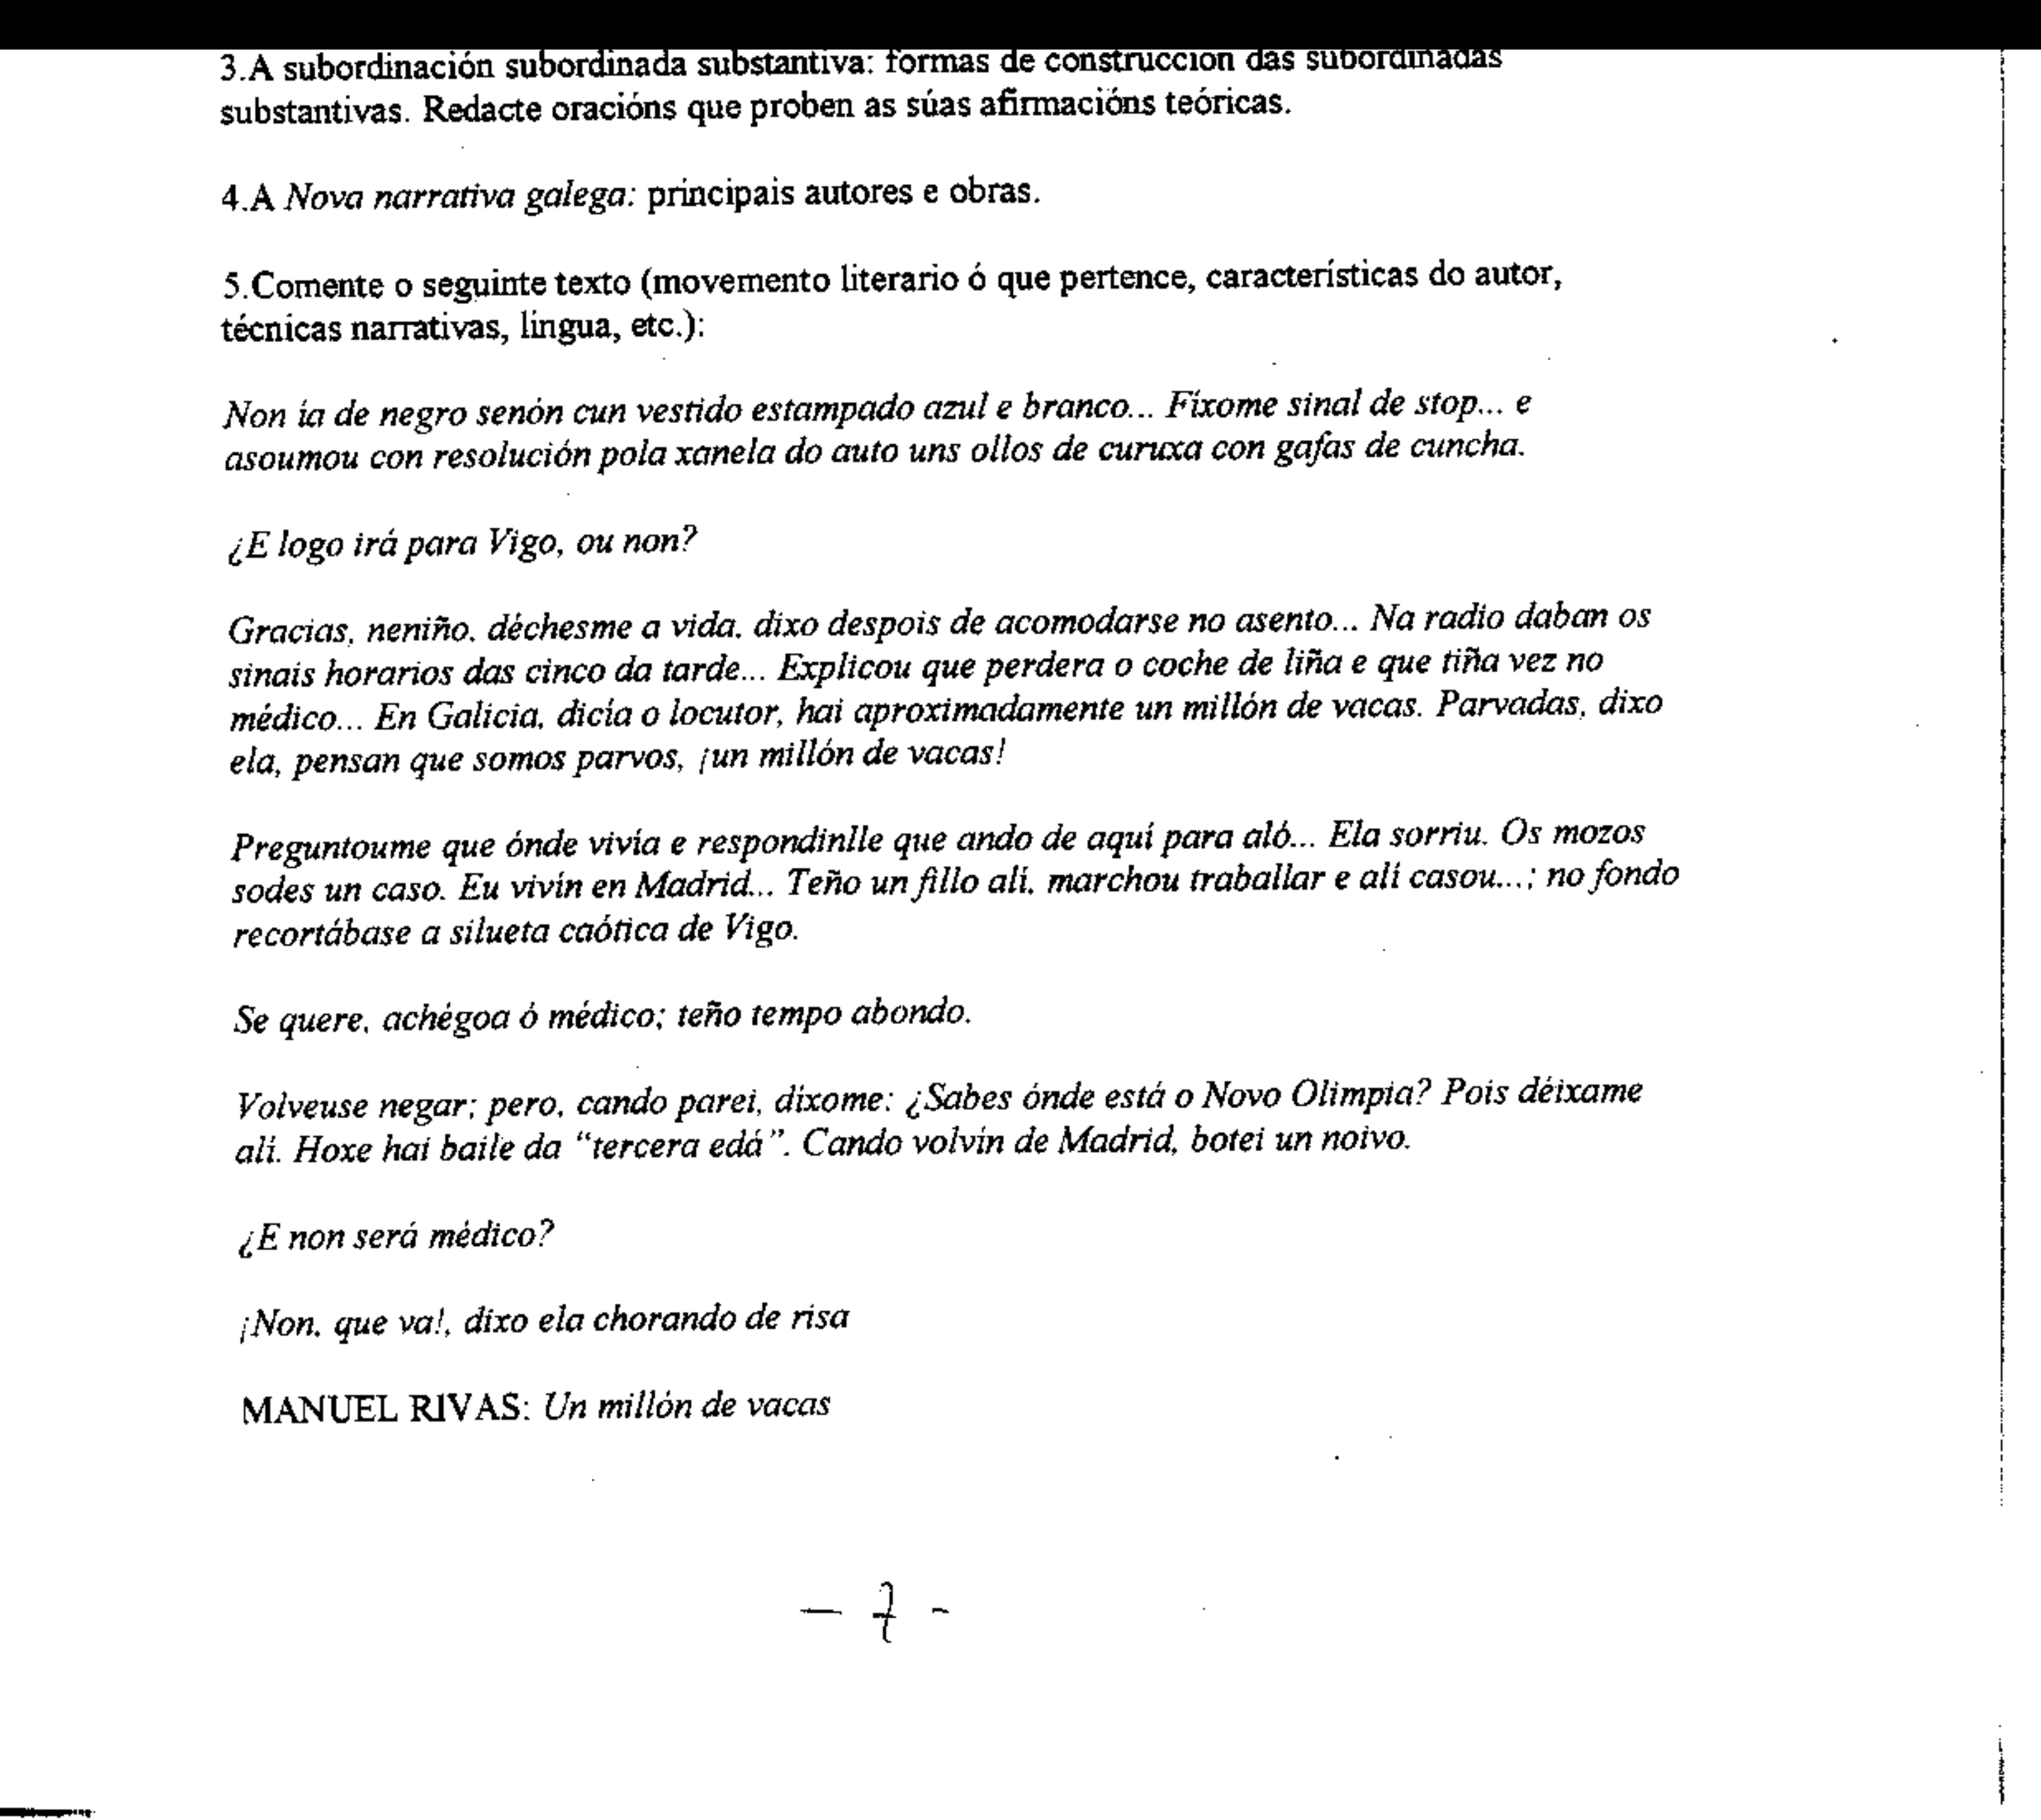 3.A subordinación subordinada substantiva: formas de construccion das subordinadas
substantivas. Redacte oracións que proben as súas afirmacións teóricas.
4.A Nova narrativa galega: principais autores e obras.
5.Comente o seguinte texto (movemento literario ó que pertence, características do autor,
técnicas narrativas, lingua, etc.):
Non ía de negro senón cun vestido estampado azul e branco... Fíxome sinal de stop... e
asoumou con resolución pola xanela do auto uns ollos de curuxa con gafas de cuncha.
¿E logo irá para Vigo, ou non?
Gracias, neniño, déchesme a vida, dixo despois de acomodarse no asento... Na radio daban os
sinais horarios das cinco da tarde... Explicou que perdera o coche de liña e que tiña vez no
médico... En Galicia, dicía o locutor, hai aproximadamente un millón de vacas. Parvadas, dixo
ela, pensan que somos parvos, ¡un millón de vacas!
Preguntoume que ónde vivía e respondinlle que ando de aquí para aló... Ela sorriu. Os mozos
sodes un caso. Eu vivín en Madrid... Teño un fillo alí, marchou traballar e alí casou...; no fondo
recortábase a silueta caótica de Vigo.
Se quere, achégoa ó médico; teño tempo abondo.
Volveuse negar; pero, cando parei, díxome: ¿Sabes ónde está o Novo Olimpia? Pois déixame
alí. Hoxe hai baile da “tercera edá”. Cando volvín de Madrid, botei un noivo.
¿E non será médico?
¡Non, que va!, dixo ela chorando de risa
MANUEL RIVAS: Un millón de vacas
— 7 -